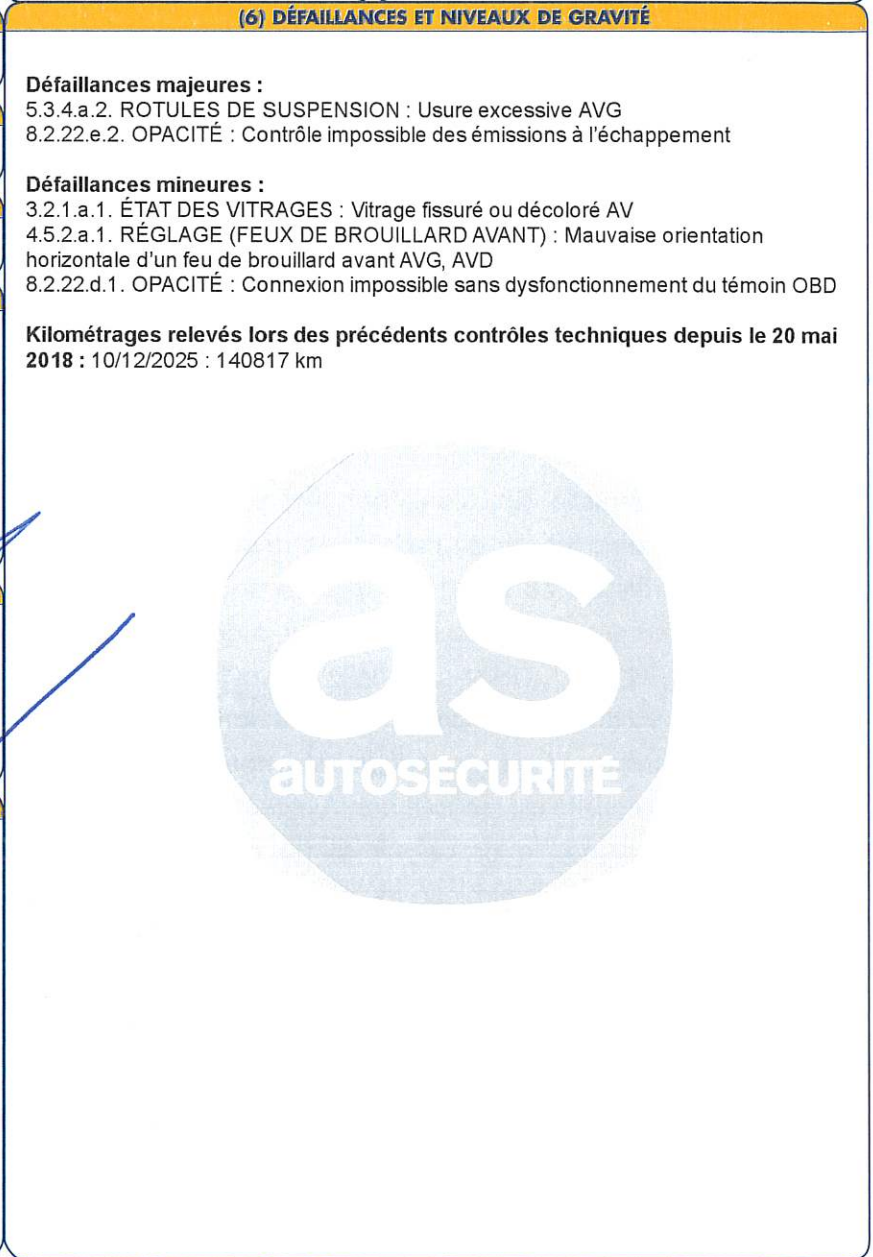 (6) DÉFAILLANCES ET NIVEAUX DE GRAVITÉ
Défaillances majeures :
5.3.4.a.2. ROTULES DE SUSPENSION : Usure excessive AVG
8.2.22.e.2. OPACITÉ : Contrôle impossible des émissions à l'échappement
Défaillances mineures :
3.2.1.a.1. ÉTAT DES VITRAGES : Vitrage fissuré ou décoloré AV
4.5.2.a.1. RÉGLAGE (FEUX DE BROUILLARD AVANT) : Mauvaise orientation
horizontale d'un feu de brouillard avant AVG, AVD
8.2.22.d.1. OPACITÉ : Connexion impossible sans dysfonctionnement du témoin OBD
Kilométrages relevés lors des précédents contrôles techniques depuis le 20 mai
2018 : 10/12/2025 : 140817 km
as
autosécurité